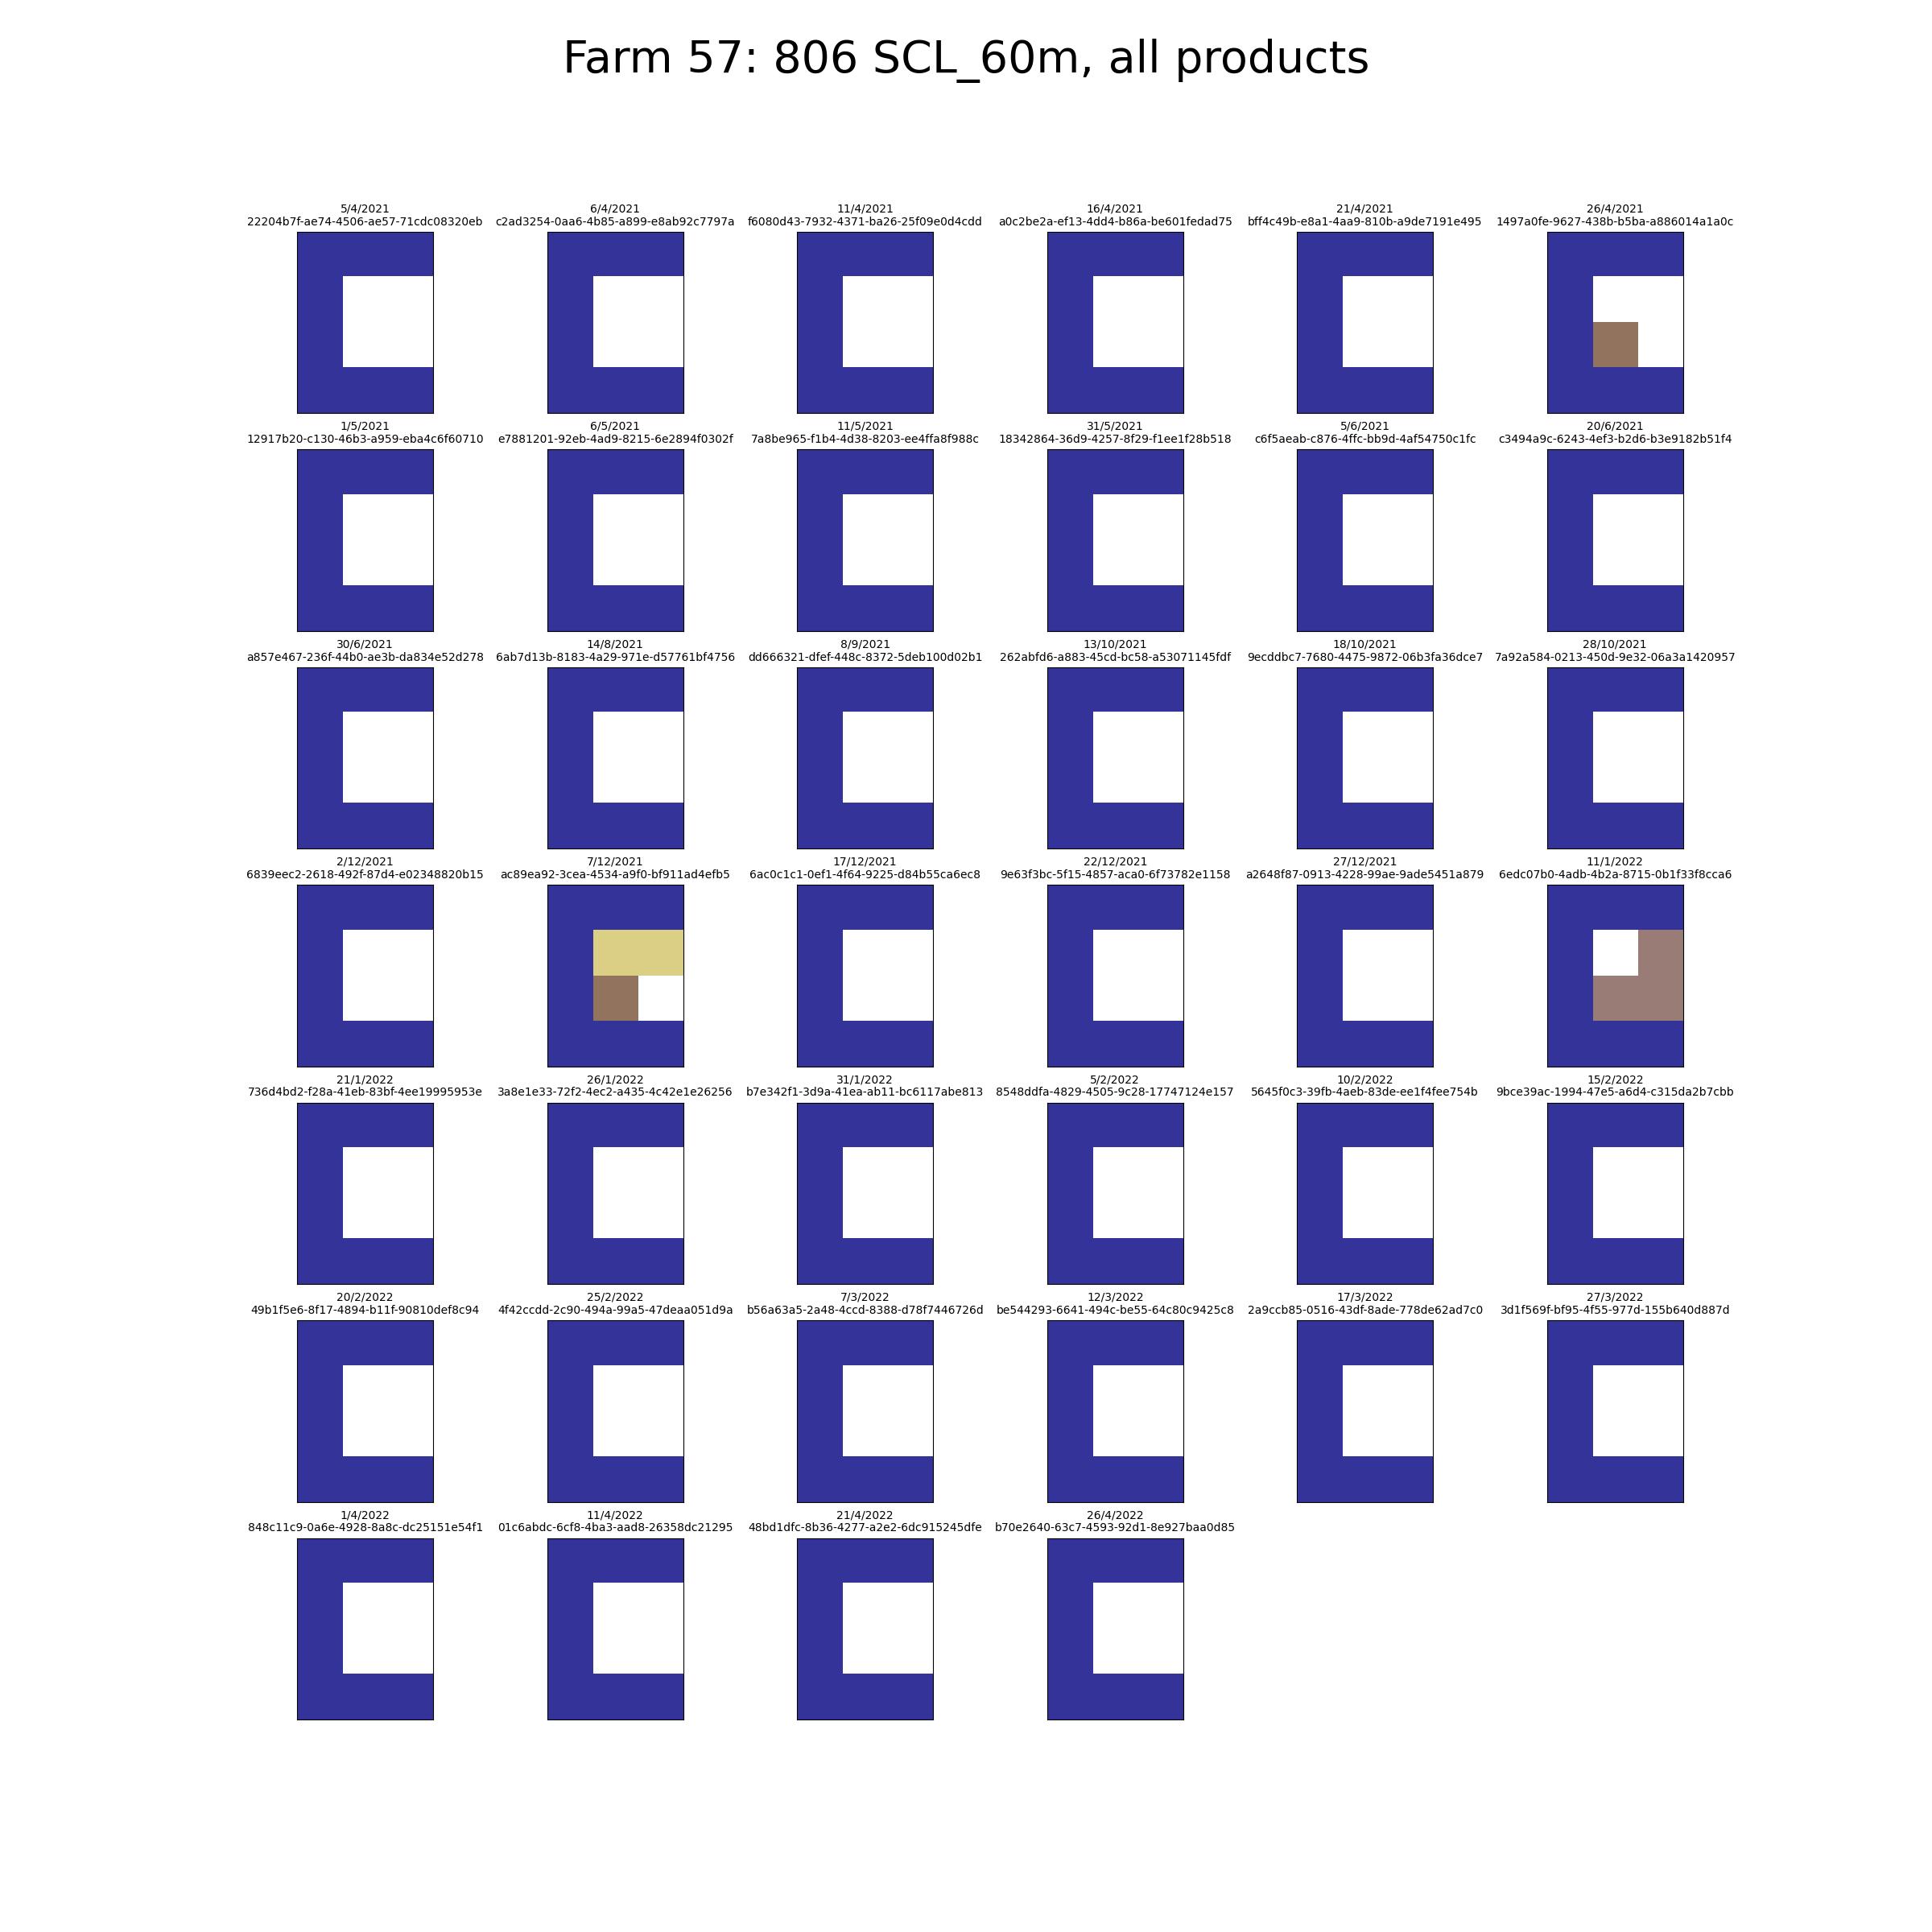 Farm 57: 806 SCL_60m, all products
5/4/2021
22204b7f-ae74-4506-ae57-71cdc08320eb
6/4/2021
c2ad3254-0aa6-4b85-a899-e8ab92c7797a
11/4/2021
f6080d43-7932-4371-ba26-25f09e0d4cdd
16/4/2021
a0c2be2a-ef13-4dd4-b86a-be601fedad75
21/4/2021
bff4c49b-e8a1-4aa9-810b-a9de7191e495
26/4/2021
1497a0fe-9627-438b-b5ba-a886014a1a0c
1/5/2021
12917b20-c130-46b3-a959-eba4c6f60710
6/5/2021
e7881201-92eb-4ad9-8215-6e2894f0302f
11/5/2021
7a8be965-f1b4-4d38-8203-ee4ffa8f988c
31/5/2021
18342864-36d9-4257-8f29-f1ee1f28b518
5/6/2021
c6f5aeab-c876-4ffc-bb9d-4af54750c1fc
20/6/2021
c3494a9c-6243-4ef3-b2d6-b3e9182b51f4
30/6/2021
a857e467-236f-44b0-ae3b-da834e52d278
14/8/2021
6ab7d13b-8183-4a29-971e-d57761bf4756
8/9/2021
dd666321-dfef-448c-8372-5deb100d02b1
13/10/2021
262abfd6-a883-45cd-bc58-a53071145fdf
18/10/2021
9ecddbc7-7680-4475-9872-06b3fa36dce7
28/10/2021
7a92a584-0213-450d-9e32-06a3a1420957
2/12/2021
6839eec2-2618-492f-87d4-e02348820b15
7/12/2021
ac89ea92-3cea-4534-a9f0-bf911ad4efb5
17/12/2021
6ac0c1c1-0ef1-4f64-9225-d84b55ca6ec8
22/12/2021
9e63f3bc-5f15-4857-aca0-6f73782e1158
27/12/2021
a2648f87-0913-4228-99ae-9ade5451a879
11/1/2022
6edc07b0-4adb-4b2a-8715-0b1f33f8cca6
21/1/2022
736d4bd2-f28a-41eb-83bf-4ee19995953e
26/1/2022
3a8e1e33-72f2-4ec2-a435-4c42e1e26256
31/1/2022
b7e342f1-3d9a-41ea-ab11-bc6117abe813
5/2/2022
8548ddfa-4829-4505-9c28-17747124e157
10/2/2022
5645f0c3-39fb-4aeb-83de-ee1f4fee754b
15/2/2022
9bce39ac-1994-47e5-a6d4-c315da2b7cbb
20/2/2022
49b1f5e6-8f17-4894-b11f-90810def8c94
25/2/2022
4f42ccdd-2c90-494a-99a5-47deaa051d9a
7/3/2022
b56a63a5-2a48-4ccd-8388-d78f7446726d
12/3/2022
be544293-6641-494c-be55-64c80c9425c8
17/3/2022
2a9ccb85-0516-43df-8ade-778de62ad7c0
27/3/2022
3d1f569f-bf95-4f55-977d-155b640d887d
1/4/2022
848c11c9-0a6e-4928-8a8c-dc25151e54f1
11/4/2022
01c6abdc-6cf8-4ba3-aad8-26358dc21295
21/4/2022
48bd1dfc-8b36-4277-a2e2-6dc915245dfe
26/4/2022
b70e2640-63c7-4593-92d1-8e927baa0d85